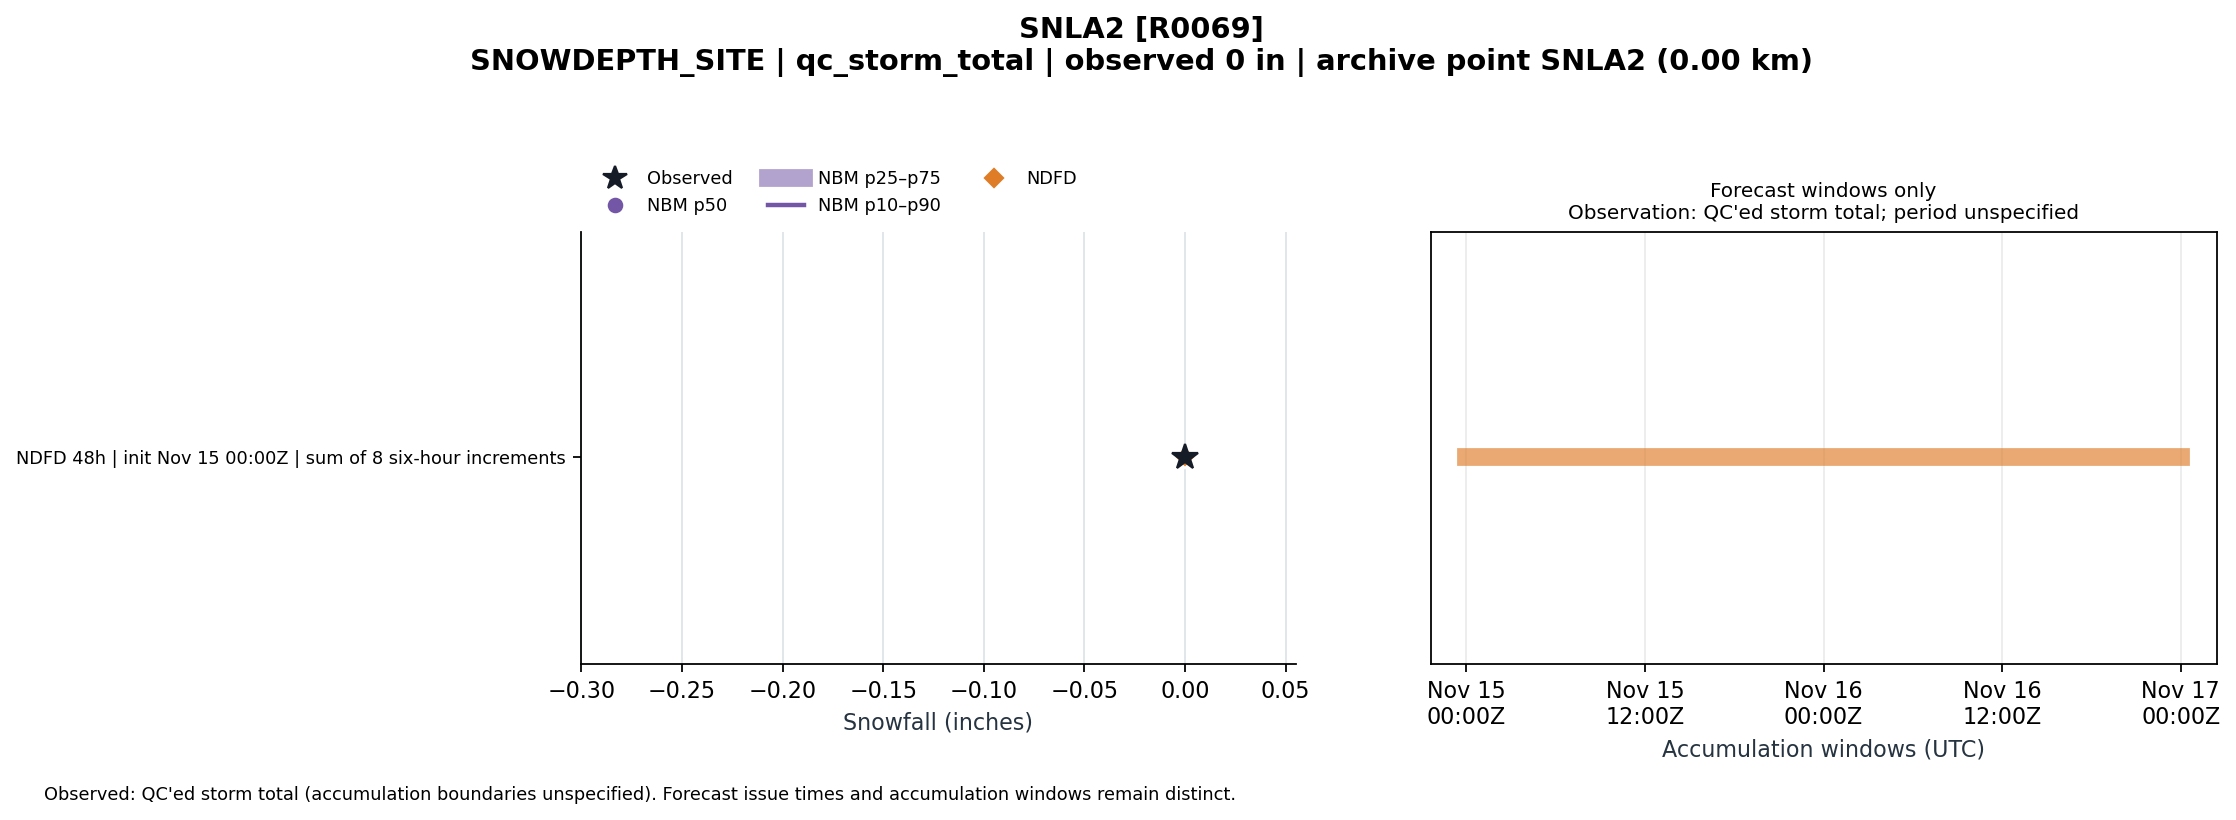 SNLA2 [R0069]
SNOWDEPTH_SITE | qc_storm_total | observed 0 in | archive point SNLA2 (0.00 km)
Observed
NBM p25–p75
NDFD
NBM p50
NBM p10–p90
Forecast windows only
Observation: QC'ed storm total; period unspecified
NDFD 48h | init Nov 15 00:00Z | sum of 8 six-hour increments
−0.30 −0.25 −0.20 −0.15 −0.10 −0.05 0.00 0.05
Snowfall (inches)
Nov 15 Nov 15 Nov 16 Nov 16 Nov 17
00:00Z 12:00Z 00:00Z 12:00Z 00:00Z
Accumulation windows (UTC)
Observed: QC'ed storm total (accumulation boundaries unspecified). Forecast issue times and accumulation windows remain distinct.